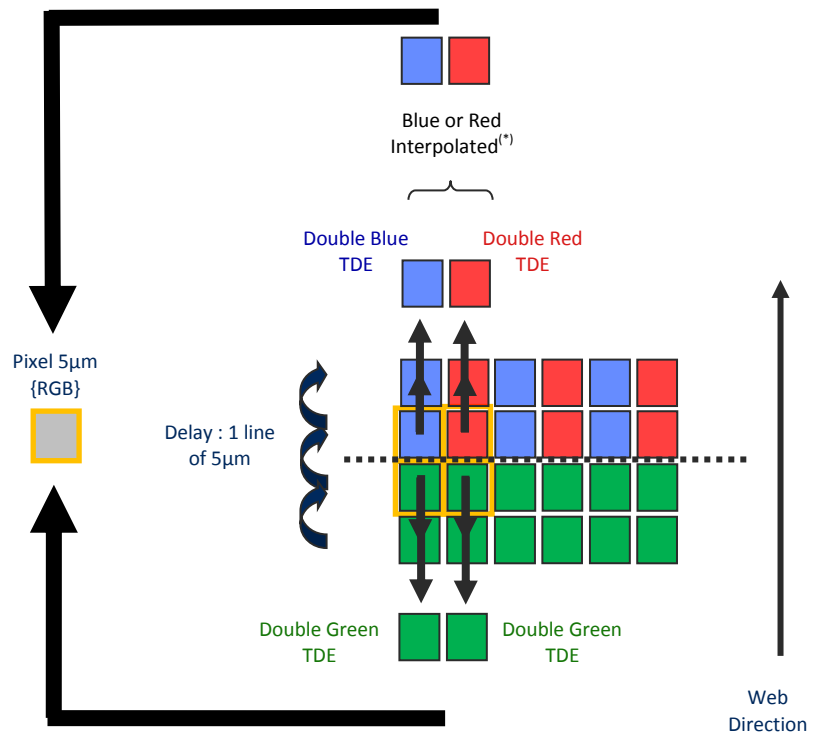 Blue or Red
Interpolated(*)
Double Blue
TDE
Double Red
TDE
Pixel 5µm
{RGB}
Delay : 1 line
of 5µm
Double Green
TDE
Double Green
TDE
Web
Direction